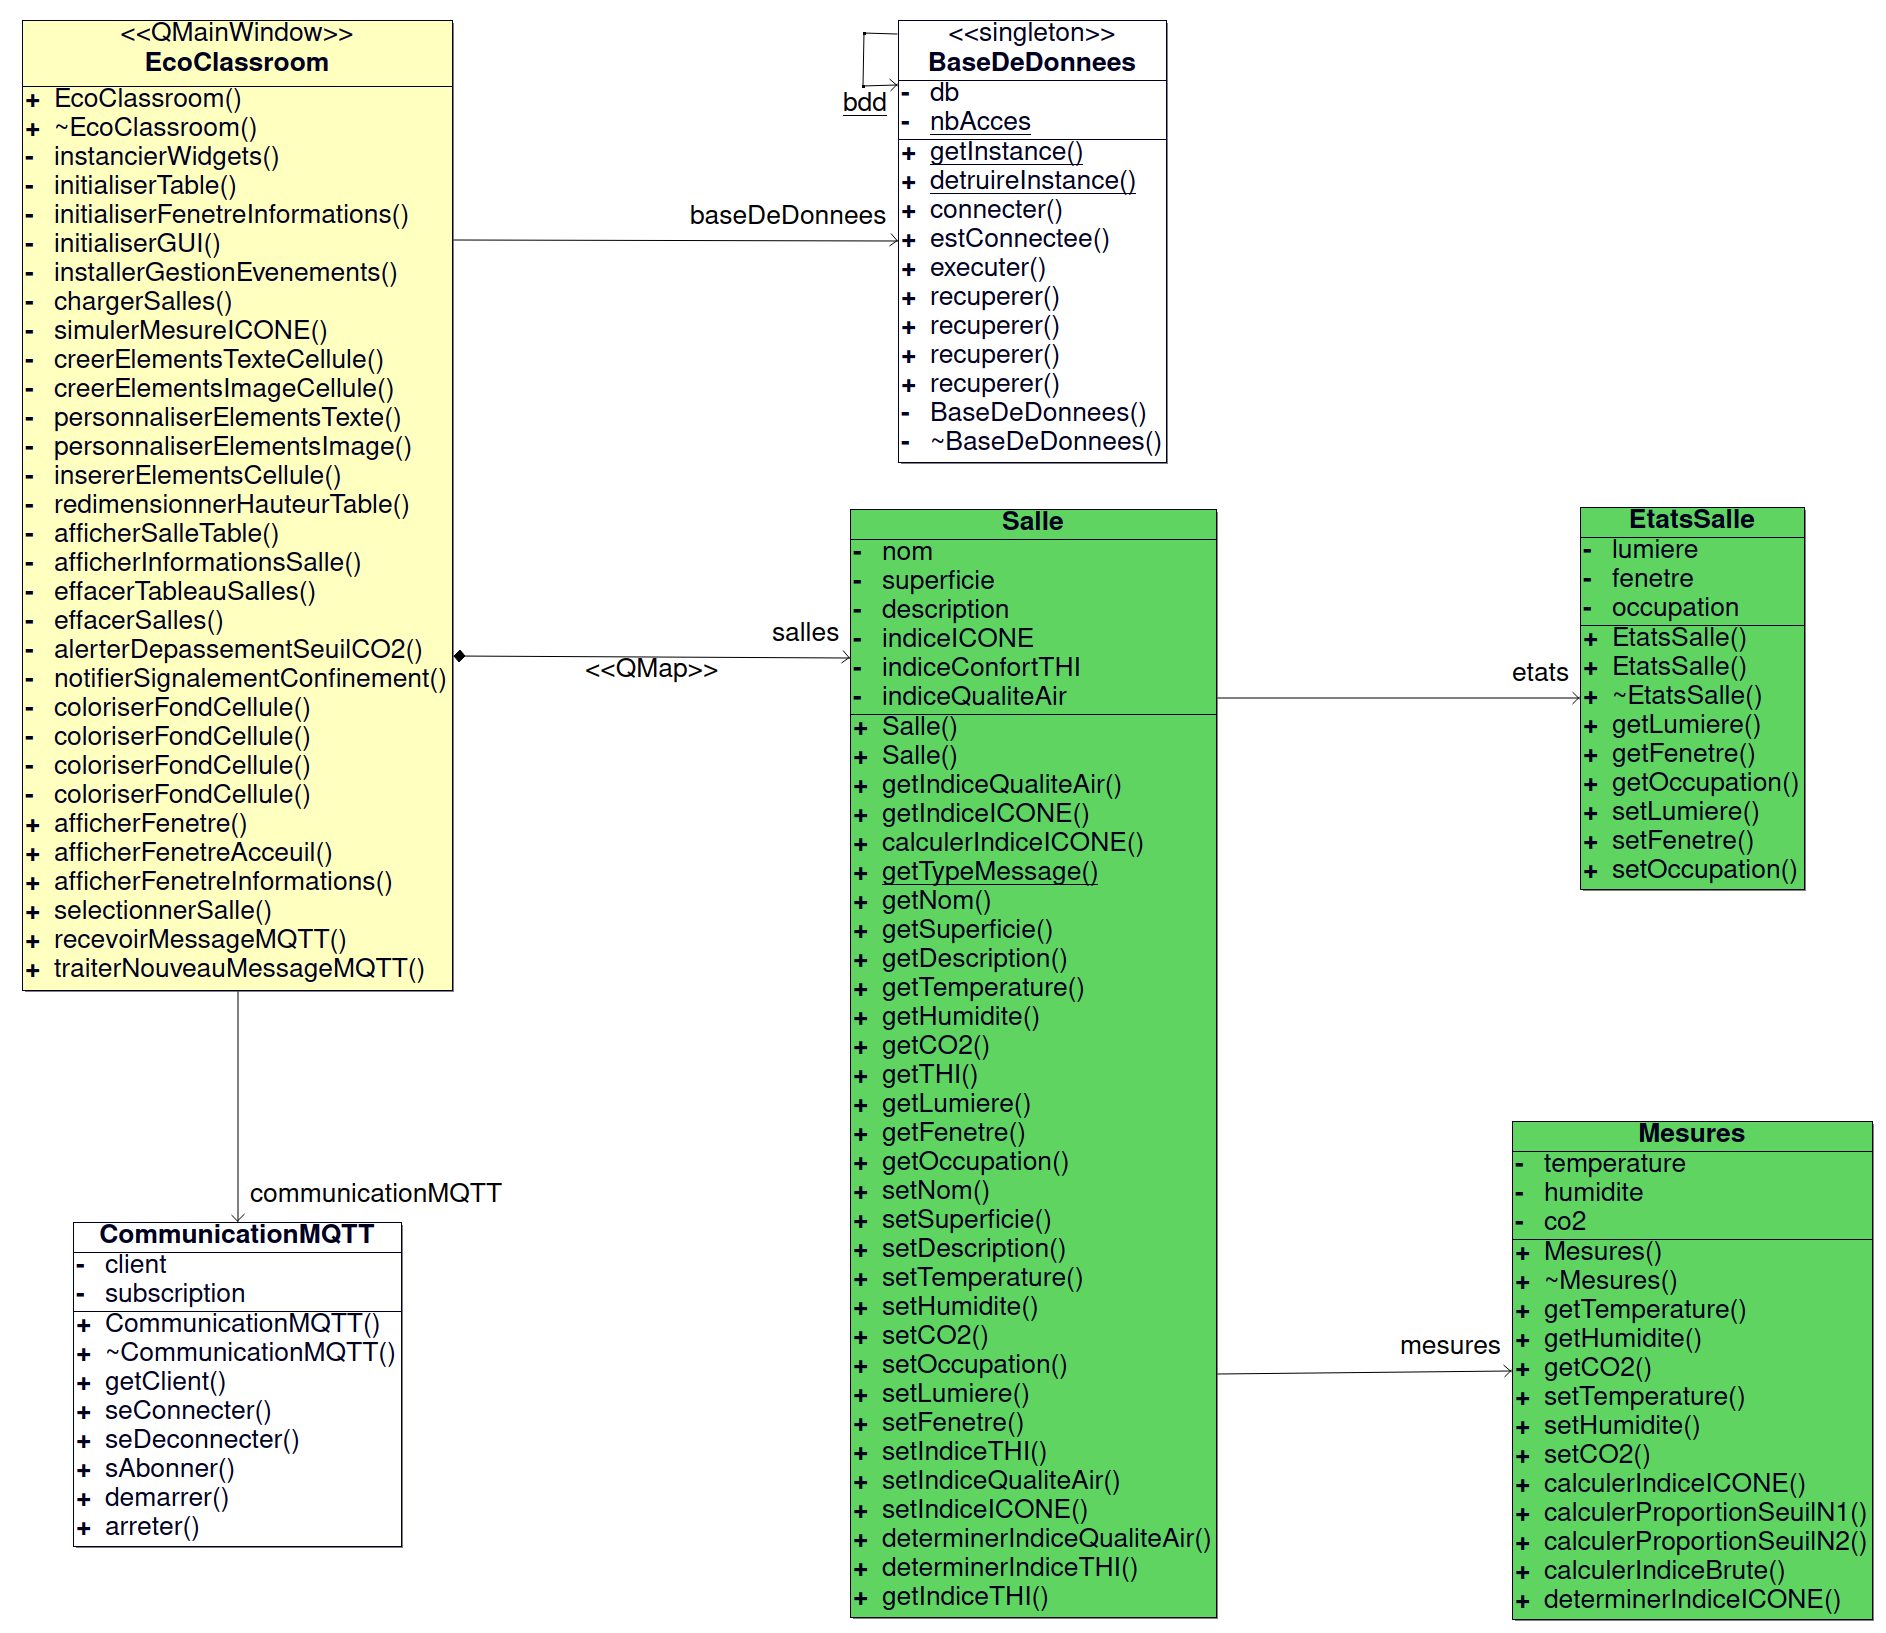 <<QMainWindow>>
EcoClassroom
+ EcoClassroom()
+ ~EcoClassroom()
- instancierWidgets()
- initialiserTable()
- initialiserFenetreInformations()
- initialiserGUI()
- installerGestionEvenements()
- chargerSalles()
- simulerMesureICONE()
- creerElementsTexteCellule()
- creerElementsImageCellule()
- personnaliserElementsTexte()
- personnaliserElementsImage()
- insererElementsCellule()
- redimensionnerHauteurTable()
- afficherSalleTable()
- afficherInformationsSalle()
- effacerTableauSalles()
- effacerSalles()
- alerterDepassementSeuilCO2()
- notifierSignalementConfinement()
- coloriserFondCellule()
- coloriserFondCellule()
- coloriserFondCellule()
- coloriserFondCellule()
+ afficherFenetre()
+ afficherFenetreAcceuil()
+ afficherFenetreInformations()
+ selectionnerSalle()
+ recevoirMessageMQTT()
+ traiterNouveauMessageMQTT()
baseDeDonnees
bdd
<<singleton>>
BaseDeDonnees
- db
- nbAcces
+ getInstance()
+ detruireInstance()
+ connecter()
+ estConnectee()
+ executer()
+ recuperer()
+ recuperer()
+ recuperer()
+ recuperer()
- BaseDeDonnees()
- ~BaseDeDonnees()
salles
<<QMap>>
Salle
- nom
- superficie
- description
- indiceICONE
- indiceConfortTHI
- indiceQualiteAir
+ Salle()
+ Salle()
+ getIndiceQualiteAir()
+ getIndiceICONE()
+ calculerIndiceICONE()
+ getTypeMessage()
+ getNom()
+ getSuperficie()
+ getDescription()
+ getTemperature()
+ getHumidite()
+ getCO2()
+ getTHI()
+ getLumiere()
+ getFenetre()
+ getOccupation()
+ setNom()
+ setSuperficie()
+ setDescription()
+ setTemperature()
+ setHumidite()
+ setCO2()
+ setOccupation()
+ setLumiere()
+ setFenetre()
+ setIndiceTHI()
+ setIndiceQualiteAir()
+ setIndiceICONE()
+ determinerIndiceQualiteAir()
+ determinerIndiceTHI()
+ getIndiceTHI()
etats
EtatsSalle
- lumiere
- fenetre
- occupation
+ EtatsSalle()
+ EtatsSalle()
+ ~EtatsSalle()
+ getLumiere()
+ getFenetre()
+ getOccupation()
+ setLumiere()
+ setFenetre()
+ setOccupation()
mesures
Mesures
- temperature
- humidite
- co2
+ Mesures()
+ ~Mesures()
+ getTemperature()
+ getHumidite()
+ getCO2()
+ setTemperature()
+ setHumidite()
+ setCO2()
+ calculerIndiceICONE()
+ calculerProportionSeuilN1()
+ calculerProportionSeuilN2()
+ calculerIndiceBrute()
+ determinerIndiceICONE()
communicationMQTT
CommunicationMQTT
- client
- subscription
+ CommunicationMQTT()
+ ~CommunicationMQTT()
+ getClient()
+ seConnecter()
+ seDeconnecter()
+ sAbonner()
+ demarrer()
+ arreter()